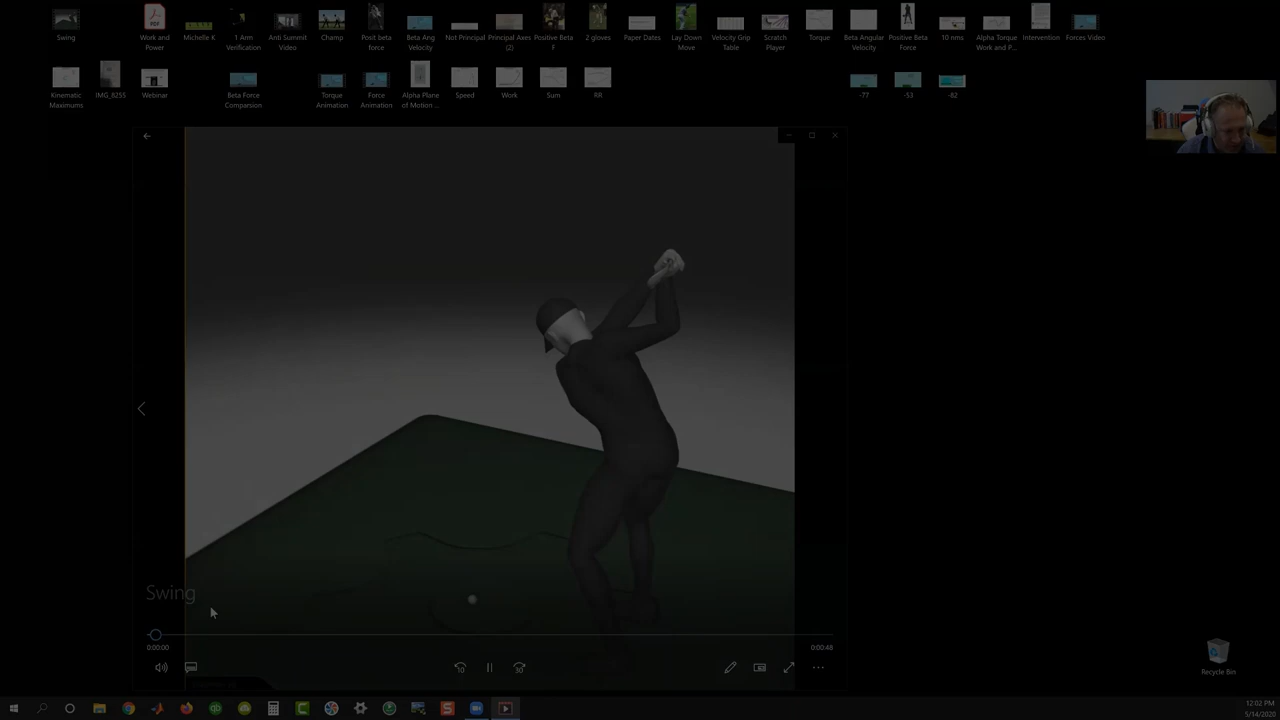 Swing
Work and Power
Michelle K
1 Arm Verification
Anti Summit Video
Champ
Posit beta force
Beta Ang Velocity
Not Principal
Principal Axes (2)
Positive Beta F
2 gloves
Paper Dates
Lay Down Move
Velocity Grip Table
Scratch Player
Torque
Beta Angular Velocity
Positive Beta Force
10 nms
Alpha Torque Work and P...
Intervention
Forces Video
Kinematic Maximums
IMG_8255
Webinar
Beta Force Comparsion
Torque Animation
Force Animation
Alpha Plane of Motion ...
Speed
Work
Sum
RR
-77
-53
-82
Swing
0:00:00
0:00:48
10
30
Recycle Bin
12:02 PM
5/14/2020